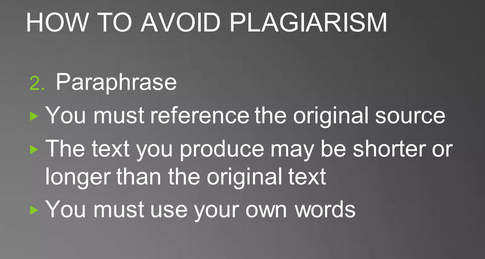 HOW TO AVOID PLAGIARISM
2. Paraphrase
▸ You must reference the original source
▸ The text you produce may be shorter or
longer than the original text
▸ You must use your own words